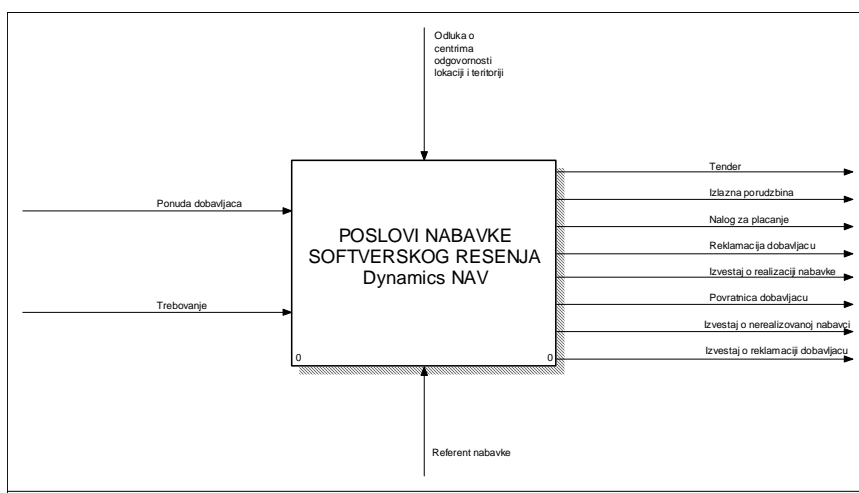 Odluka o
centrima
odgovornosti
lokaciji i teritoriji
Ponuda dobavljaca
Trebovanje
POSLOVI NABAVKE
SOFTVERSKOG RESENJA
Dynamics NAV
0
0
Tender
Izlazna porudzbina
Nalog za placanje
Reklamacija dobavljacu
Izvestaj o realizaciji nabavke
Povratnica dobavljacu
Izvestaj o nerealizovanoj nabavci
Izvestaj o reklamaciji dobavljacu
Referent nabavke